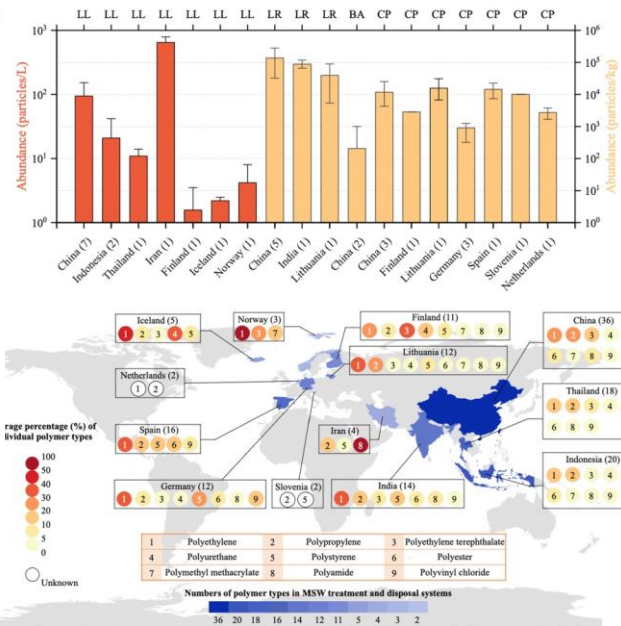 LL LL LL LL LL LL LL LR LR LR BA CP CP CP CP CP CP CP
Abundance (particles/L)
10³
10²
10¹
10⁰
10⁶
10⁵
10⁴
10³
10²
10¹
10⁰
Abundance (particles/kg)
China (7) Indonesia (2) Thailand (1) Iran (1) Finland (1) Iceland (1) Norway (1) China (5) India (1) Lithuania (1) China (2) China (3) Finland (1) Lithuania (1) Germany (3) Spain (1) Slovenia (1) Netherlands (1)
Iceland (5)
1 2 3 4 5
Norway (3)
1 3 7
Finland (11)
1 2 3 4 5 7 8 9
China (36)
1 2 3 4
6 7 8 9
Lithuania (12)
1 2 3 4 5 6 7 8 9
Netherlands (2)
1 2
Thailand (18)
1 2 3 4
6 8 9
Spain (16)
1 2 5 6 9
Iran (4)
2 5 8
Indonesia (20)
1 2 3 4
6 7 8 9
Germany (12)
1 2 3 4 5 6 8 9
Slovenia (2)
2 5
India (14)
1 2 3 5 6 8 9
rage percentage (%) of
dividual polymer types
100
50
40
30
20
10
5
0
Unknown
1 Polyethylene 2 Polypropylene 3 Polyethylene terephthalate
4 Polyurethane 5 Polystyrene 6 Polyester
7 Polymethyl methacrylate 8 Polyamide 9 Polyvinyl chloride
Numbers of polymer types in MSW treatment and disposal systems
36 20 18 16 14 12 11 5 4 3 2